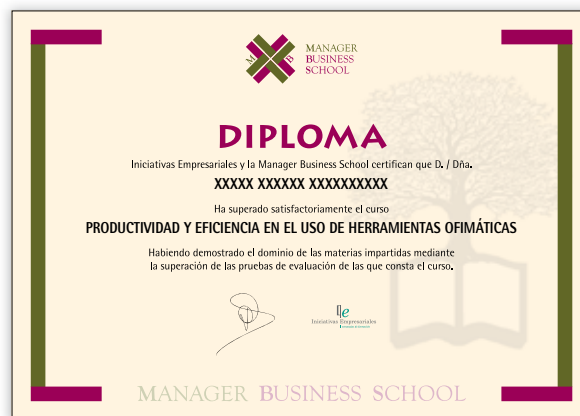 M B
MANAGER
BUSINESS
SCHOOL
DIPLOMA
Iniciativas Empresariales y la Manager Business School certifican que D. / Dña.
XXXXX XXXXXX XXXXXXXXXX
Ha superado satisfactoriamente el curso
PRODUCTIVIDAD Y EFICIENCIA EN EL USO DE HERRAMIENTAS OFIMÁTICAS
Habiendo demostrado el dominio de las materias impartidas mediante
la superación de las pruebas de evaluación de las que consta el curso.
Ile
Iniciativas Empresariales
MANAGER BUSINESS SCHOOL